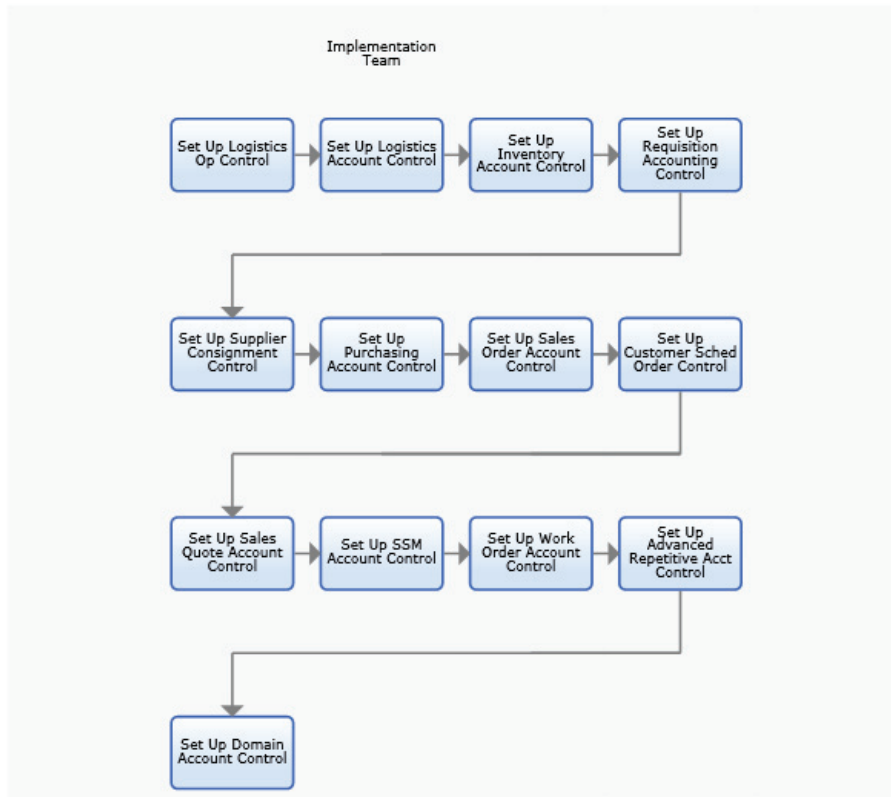 Implementation
Team
Set Up Logistics
Op Control
Set Up Logistics
Account Control
Set Up
Inventory
Account Control
Set Up
Requisition
Accounting
Control
Set Up Supplier
Consignment
Control
Set Up
Purchasing
Account Control
Set Up Sales
Order Account
Control
Set Up
Customer Sched
Order Control
Set Up Sales
Quote Account
Control
Set Up SSM
Account Control
Set Up Work
Order Account
Control
Set Up
Advanced
Repetitive Acct
Control
Set Up Domain
Account Control